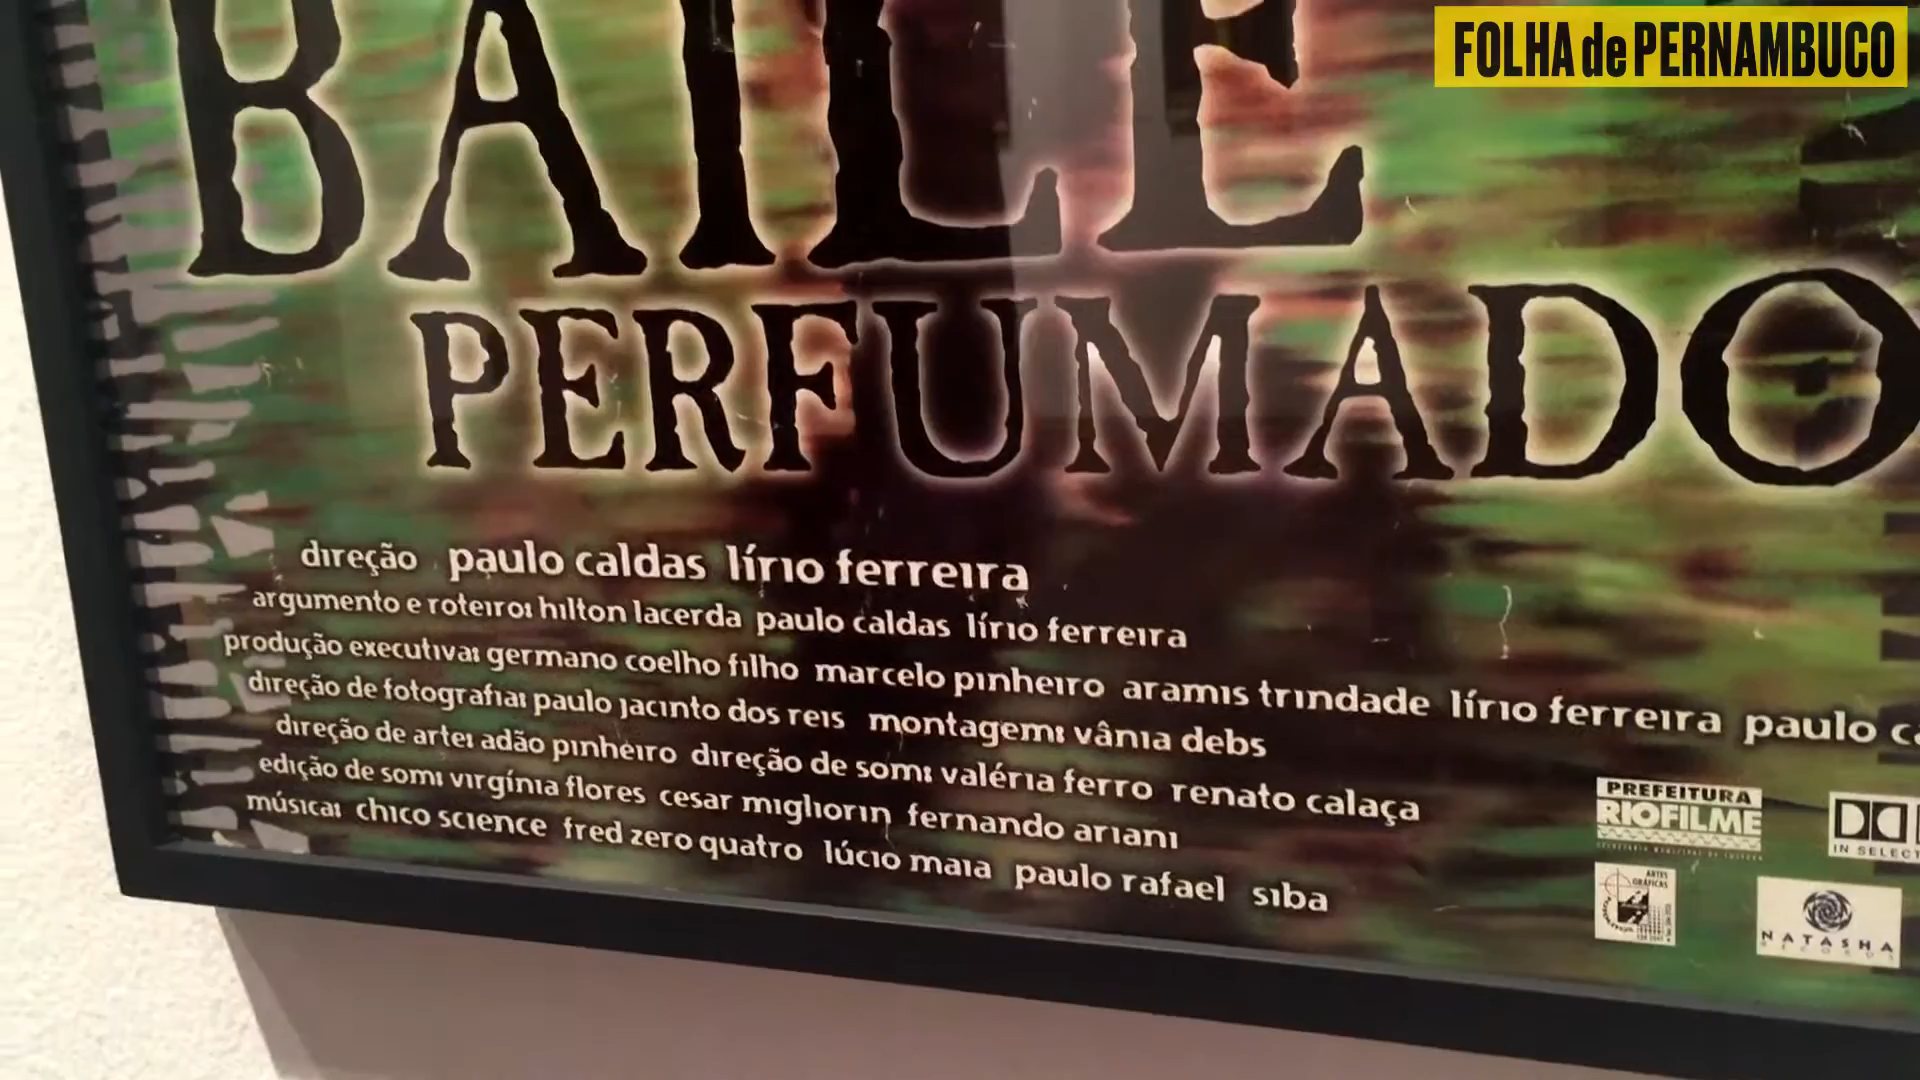 FOLHA de PERNAMBUCO
BAILE
PERFUMADO
direção paulo caldas lírio ferreira
argumento e roteiro: hilton lacerda paulo caldas lírio ferreira
produção executiva: germano coelho filho marcelo pinheiro aramis trindade lírio ferreira paulo
direção de fotografia: paulo jacinto dos reis montagem: vânia debs
direção de arte: adão pinheiro direção de som: valéria ferro renato calaça
edição de som: virgínia flores cesar migliorin fernando ariani
música: chico science fred zero quatro lúcio maia paulo rafael siba
PREFEITURA
RIOFILME
IN SELECT
ARTES
GRÁFICAS
NATASHA